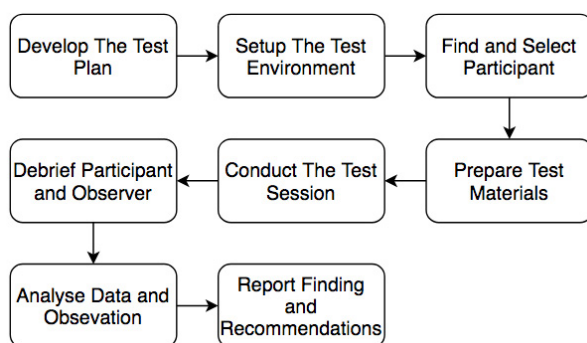 Develop The Test
Plan
Setup The Test
Environment
Find and Select
Participant
Debrief Participant
and Observer
Conduct The Test
Session
Prepare Test
Materials
Analyse Data and
Obsevation
Report Finding
and
Recommendations